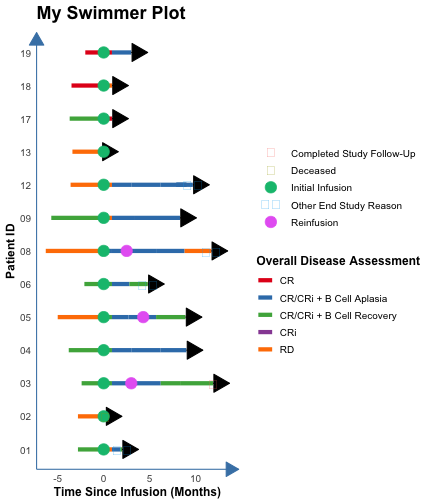 My Swimmer Plot
Patient ID
19
18
17
13
12
09
08
06
05
04
03
02
01
-5 0 5 10
Time Since Infusion (Months)
Completed Study Follow-Up
Deceased
Initial Infusion
Other End Study Reason
Reinfusion
Overall Disease Assessment
CR
CR/CRi + B Cell Aplasia
CR/CRi + B Cell Recovery
CRi
RD